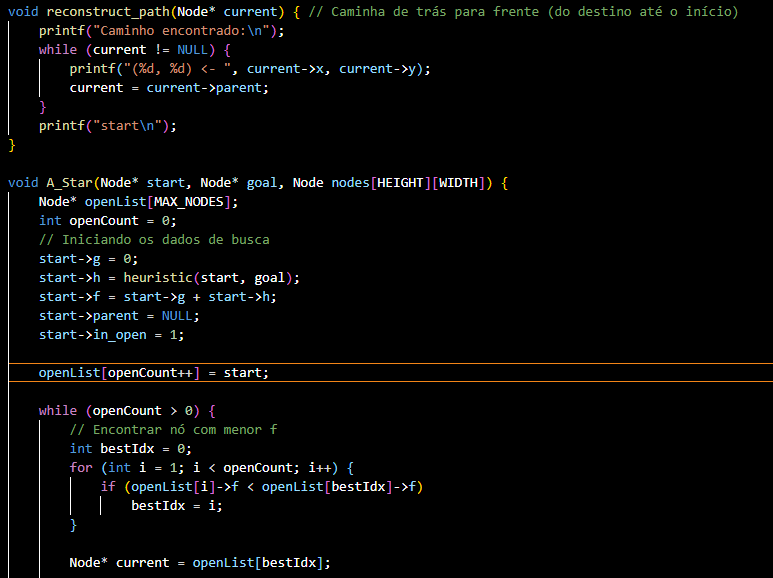 void reconstruct_path(Node* current) { // Caminha de trás para frente (do destino até o início)
    printf("Caminho encontrado:\n");
    while (current != NULL) {
        printf("(%d, %d) <- ", current->x, current->y);
        current = current->parent;
    }
    printf("start\n");
}

void A_Star(Node* start, Node* goal, Node nodes[HEIGHT][WIDTH]) {
    Node* openList[MAX_NODES];
    int openCount = 0;
    // Iniciando os dados de busca
    start->g = 0;
    start->h = heuristic(start, goal);
    start->f = start->g + start->h;
    start->parent = NULL;
    start->in_open = 1;

    openList[openCount++] = start;

    while (openCount > 0) {
        // Encontrar nó com menor f
        int bestIdx = 0;
        for (int i = 1; i < openCount; i++) {
            if (openList[i]->f < openList[bestIdx]->f)
                bestIdx = i;
        }

        Node* current = openList[bestIdx];